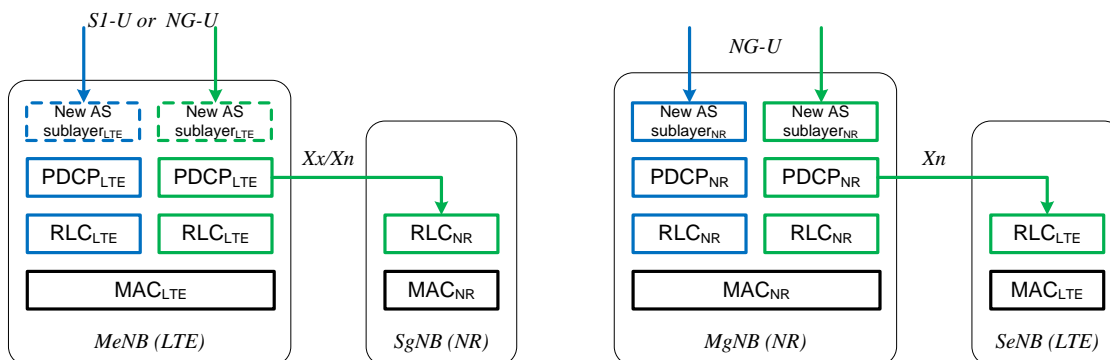 S1-U or NG-U
New AS
sublayerLTE
New AS
sublayerLTE
PDCPLTE
PDCPLTE
Xx/Xn
RLCLTE
RLCLTE
RLCNR
MACLTE
MACNR
MeNB (LTE)
SgNB (NR)
NG-U
New AS
sublayerNR
New AS
sublayerNR
PDCPNR
PDCPNR
Xn
RLCNR
RLCNR
RLCLTE
MACNR
MACLTE
MgNB (NR)
SeNB (LTE)